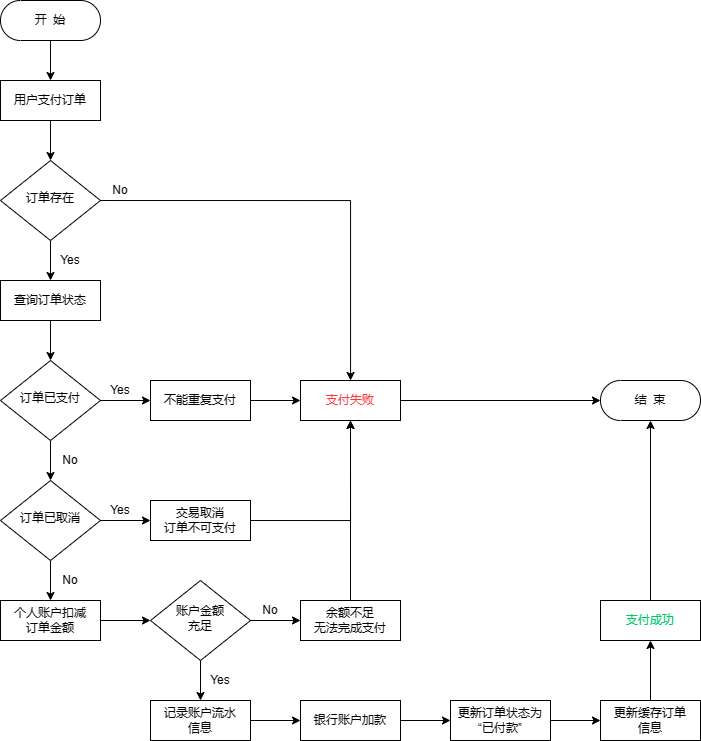 开 始
用户支付订单
订单存在
No
Yes
查询订单状态
订单已支付
Yes
不能重复支付
支付失败
结 束
No
订单已取消
Yes
交易取消
订单不可支付
No
个人账户扣减
订单金额
账户金额
充足
No
余额不足
无法完成支付
支付成功
Yes
记录账户流水
信息
银行账户加款
更新订单状态为
“已付款”
更新缓存订单
信息